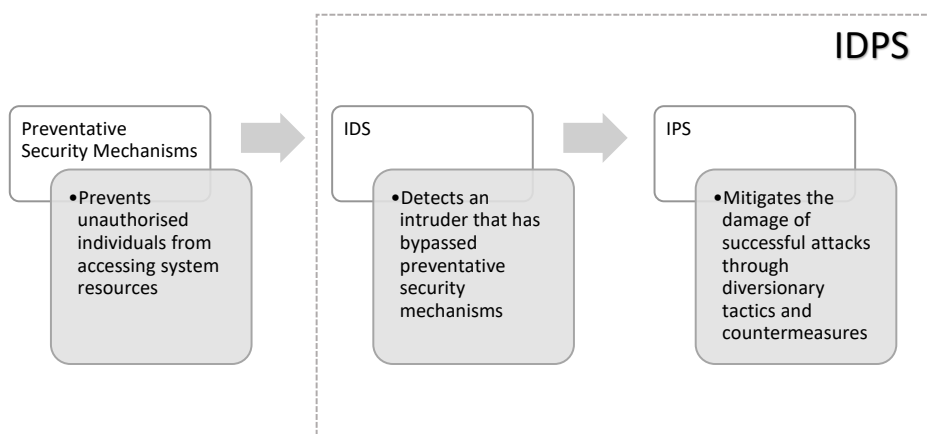 IDPS
Preventative
Security Mechanisms
•Prevents
unauthorised
individuals from
accessing system
resources
IDS
•Detects an
intruder that has
bypassed
preventative
security
mechanisms
IPS
•Mitigates the
damage of
successful attacks
through
diversionary
tactics and
countermeasures